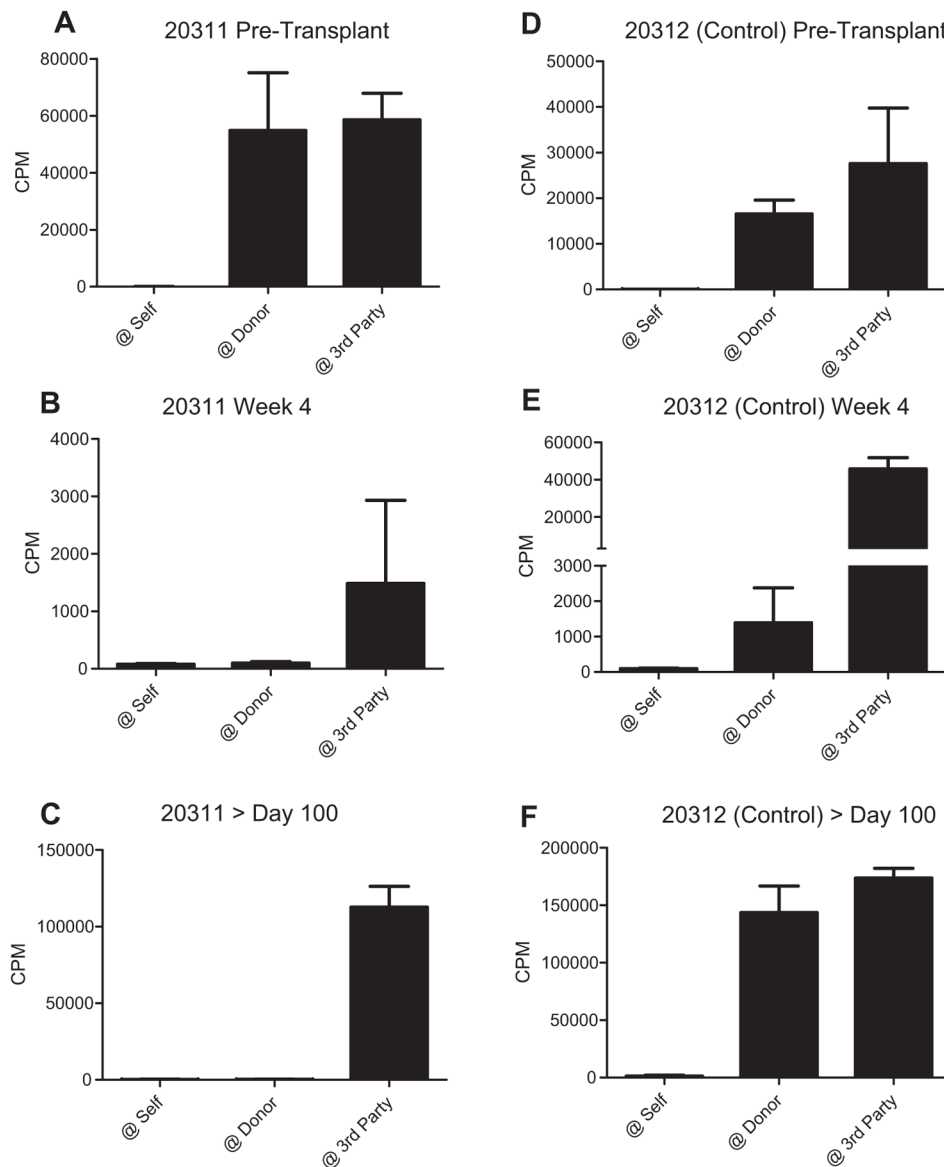 A
20311 Pre-Transplant
80000
60000
40000
20000
0
CPM
@ Self
@ Donor
@ 3rd Party
D
20312 (Control) Pre-Transplant
50000
40000
30000
20000
10000
0
CPM
@ Self
@ Donor
@ 3rd Party
B
20311 Week 4
4000
3000
2000
1000
0
CPM
@ Self
@ Donor
@ 3rd Party
E
20312 (Control) Week 4
60000
40000
20000
3000
2000
1000
0
CPM
@ Self
@ Donor
@ 3rd Party
C
20311 > Day 100
150000
100000
50000
0
CPM
@ Self
@ Donor
@ 3rd Party
F
20312 (Control) > Day 100
200000
150000
100000
50000
0
CPM
@ Self
@ Donor
@ 3rd Party